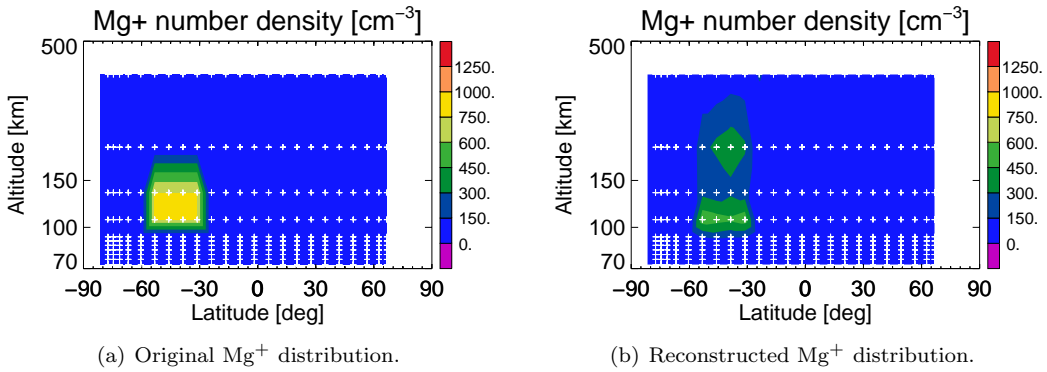 Mg+ number density [cm⁻³]
500
150
100
70
Altitude [km]
−90 −60 −30 0 30 60 90
Latitude [deg]
1250.
1000.
750.
600.
450.
300.
150.
0.
(a) Original Mg⁺ distribution.
Mg+ number density [cm⁻³]
500
150
100
70
Altitude [km]
−90 −60 −30 0 30 60 90
Latitude [deg]
1250.
1000.
750.
600.
450.
300.
150.
0.
(b) Reconstructed Mg⁺ distribution.